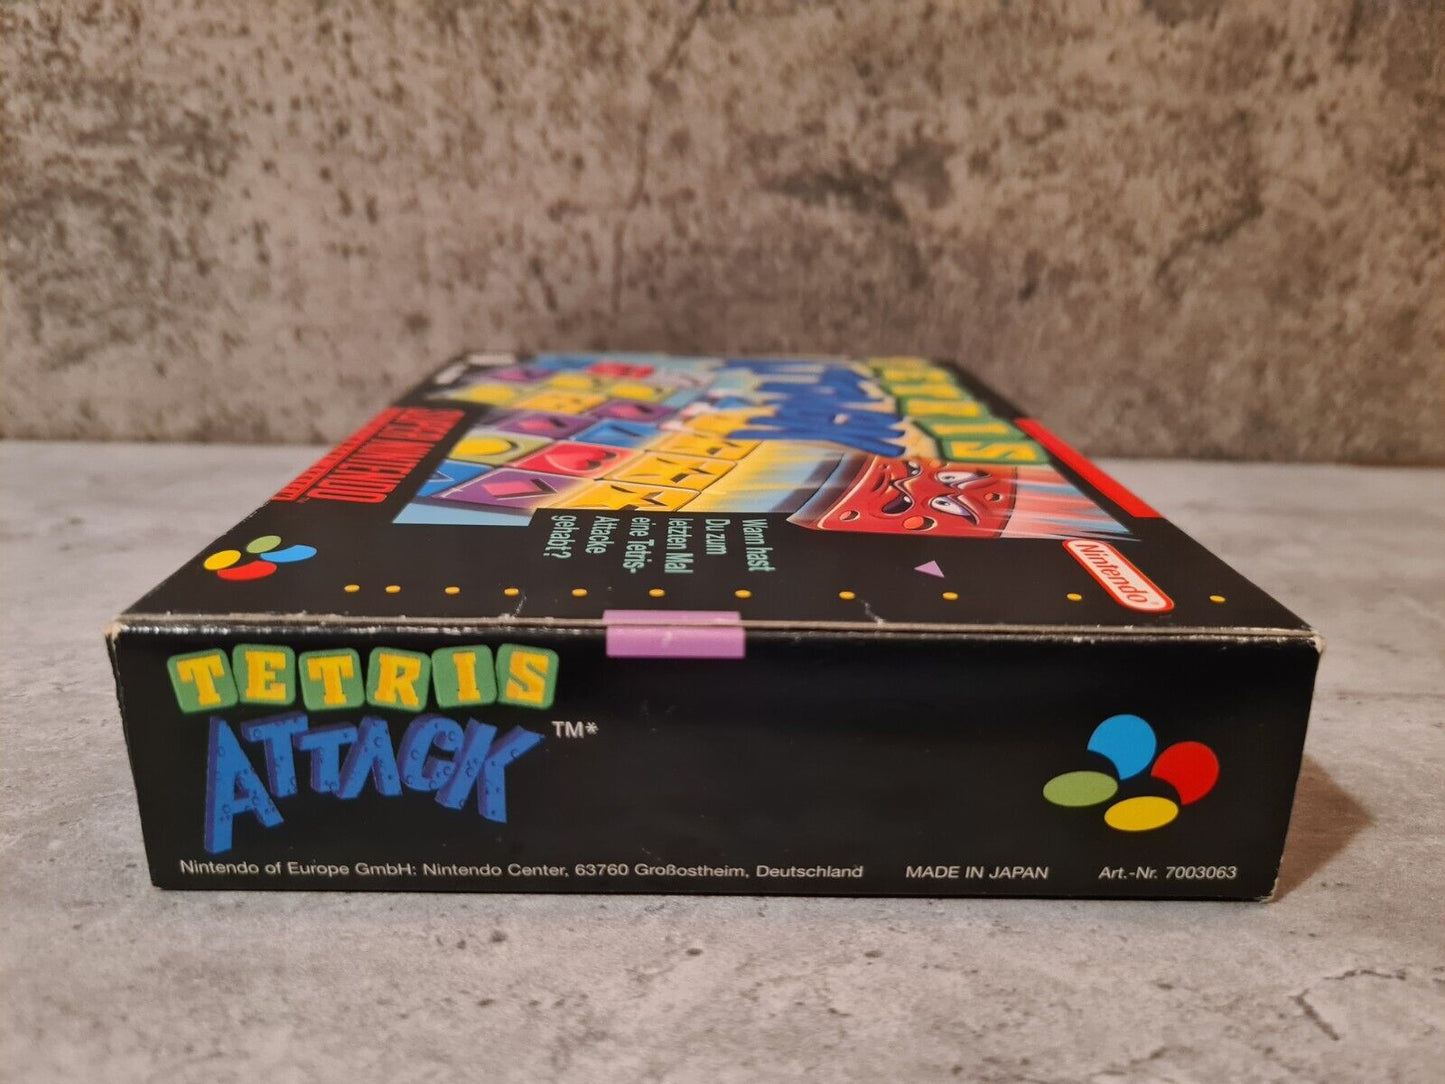 TETRIS
ATTACK
SUPER NINTENDO
Wann hast
Du zum
letzten Mal
eine Tetris-
Attacke
gehabt?
Nintendo®
TETRIS
ATTACK TM*
Nintendo of Europe GmbH: Nintendo Center, 63760 Großostheim, Deutschland MADE IN JAPAN Art.-Nr. 7003063